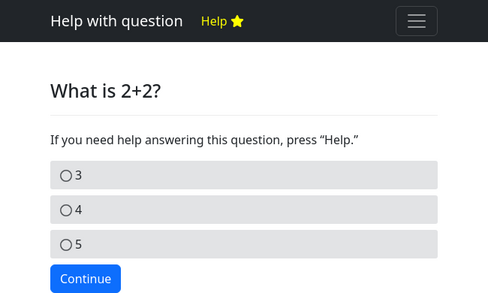 Help with question Help
What is 2+2?
If you need help answering this question, press “Help.”
3
4
5
Continue